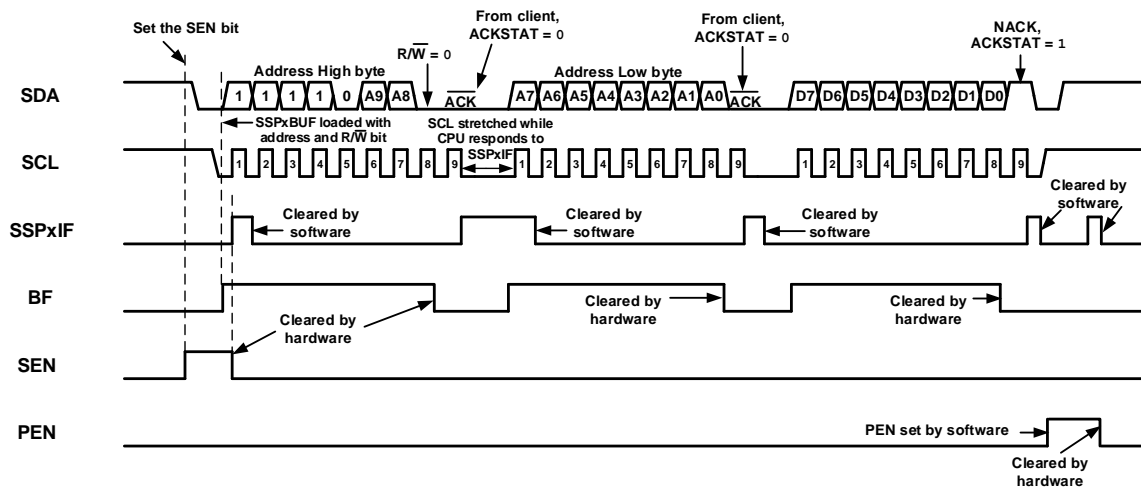 Set the SEN bit
R/W = 0
From client,
ACKSTAT = 0
From client,
ACKSTAT = 0
NACK,
ACKSTAT = 1
Address High byte
Address Low byte
SDA
1 1 1 1 0 A9 A8 ACK A7 A6 A5 A4 A3 A2 A1 A0 ACK D7 D6 D5 D4 D3 D2 D1 D0
SSPxBUF loaded with
address and R/W bit
SCL stretched while
CPU responds to
SSPxIF
SCL
1 2 3 4 5 6 7 8 9 1 2 3 4 5 6 7 8 9 1 2 3 4 5 6 7 8 9
SSPxIF
Cleared by
software
Cleared by
software
Cleared by
software
Cleared by
software
BF
Cleared by
hardware
Cleared by
hardware
Cleared by
hardware
SEN
PEN
PEN set by software
Cleared by
hardware